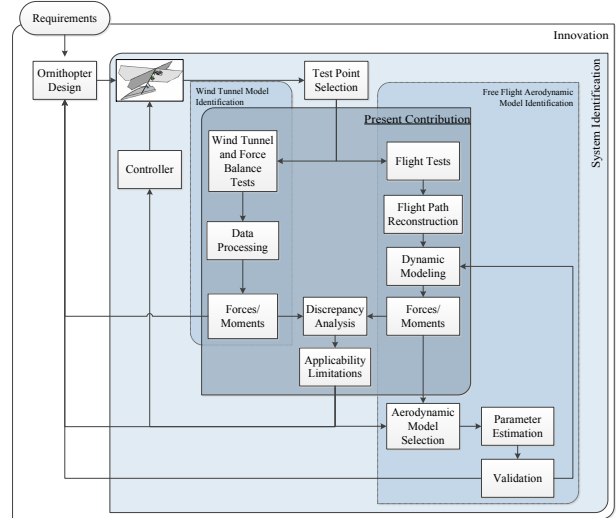 Requirements
Innovation
System Identification
Ornithopter
Design
Test Point
Selection
Wind Tunnel Model
Identification
Free Flight Aerodynamic
Model Identification
Present Contribution
Controller
Wind Tunnel
and Force
Balance
Tests
Flight Tests
Flight Path
Reconstruction
Data
Processing
Dynamic
Modeling
Forces/
Moments
Discrepancy
Analysis
Forces/
Moments
Applicability
Limitations
Aerodynamic
Model
Selection
Parameter
Estimation
Validation